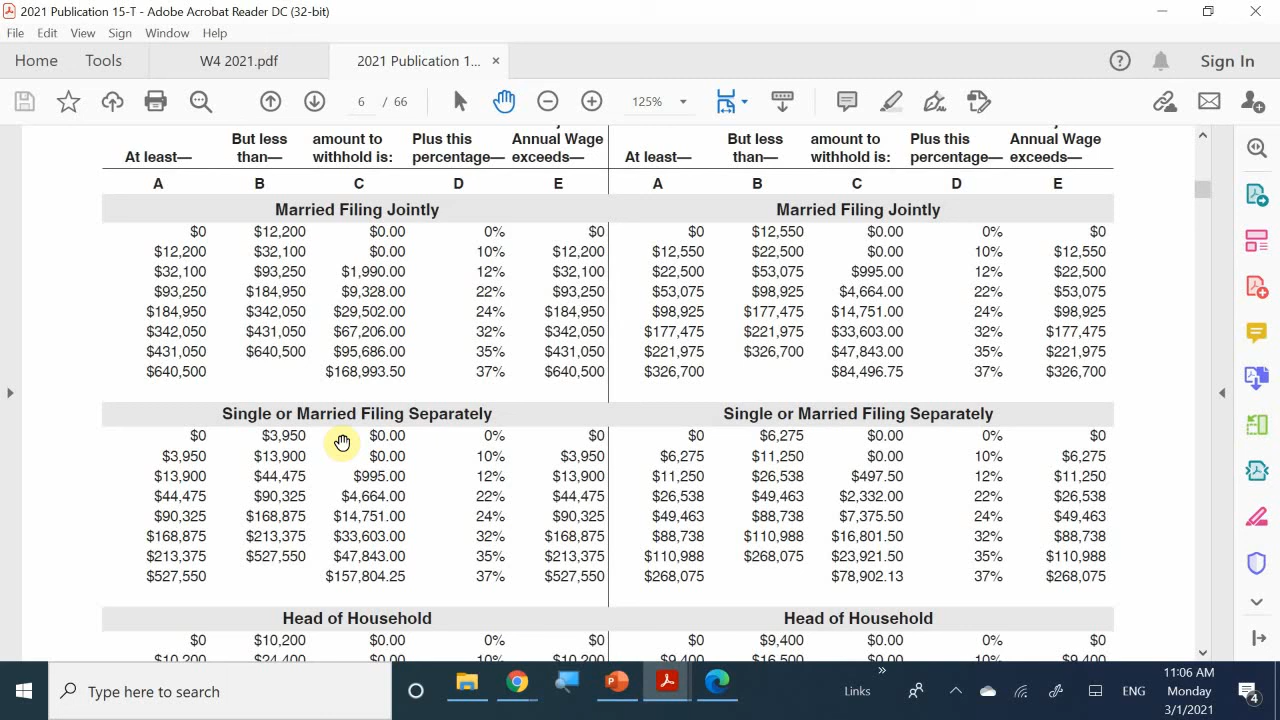 2021 Publication 15-T - Adobe Acrobat Reader DC (32-bit)
File Edit View Sign Window Help
Home Tools W4 2021.pdf 2021 Publication 1... × Sign In
6 / 66 125%
But less amount to Plus this Annual Wage But less amount to Plus this Annual Wage
At least— than— withhold is: percentage— exceeds— At least— than— withhold is: percentage— exceeds—
A B C D E A B C D E
Married Filing Jointly Married Filing Jointly
$0 $12,200 $0.00 0% $0 $0 $12,550 $0.00 0% $0
$12,200 $32,100 $0.00 10% $12,200 $12,550 $22,500 $0.00 10% $12,550
$32,100 $93,250 $1,990.00 12% $32,100 $22,500 $53,075 $995.00 12% $22,500
$93,250 $184,950 $9,328.00 22% $93,250 $53,075 $98,925 $4,664.00 22% $53,075
$184,950 $342,050 $29,502.00 24% $184,950 $98,925 $177,475 $14,751.00 24% $98,925
$342,050 $431,050 $67,206.00 32% $342,050 $177,475 $221,975 $33,603.00 32% $177,475
$431,050 $640,500 $95,686.00 35% $431,050 $221,975 $326,700 $47,843.00 35% $221,975
$640,500 $168,993.50 37% $640,500 $326,700 $84,496.75 37% $326,700
Single or Married Filing Separately Single or Married Filing Separately
$0 $3,950 $0.00 0% $0 $0 $6,275 $0.00 0% $0
$3,950 $13,900 $0.00 10% $3,950 $6,275 $11,250 $0.00 10% $6,275
$13,900 $44,475 $995.00 12% $13,900 $11,250 $26,538 $497.50 12% $11,250
$44,475 $90,325 $4,664.00 22% $44,475 $26,538 $49,463 $2,332.00 22% $26,538
$90,325 $168,875 $14,751.00 24% $90,325 $49,463 $88,738 $7,375.50 24% $49,463
$168,875 $213,375 $33,603.00 32% $168,875 $88,738 $110,988 $16,801.50 32% $88,738
$213,375 $527,550 $47,843.00 35% $213,375 $110,988 $268,075 $23,921.50 35% $110,988
$527,550 $157,804.25 37% $527,550 $268,075 $78,902.13 37% $268,075
Head of Household Head of Household
$0 $10,200 $0.00 0% $0 $0 $9,400 $0.00 0% $0
$10,200 $24,400 $0.00 10% $10,200 $9,400 $16,500 $0.00 10% $9,400
Type here to search Links ENG 11:06 AM
Monday
3/1/2021
4